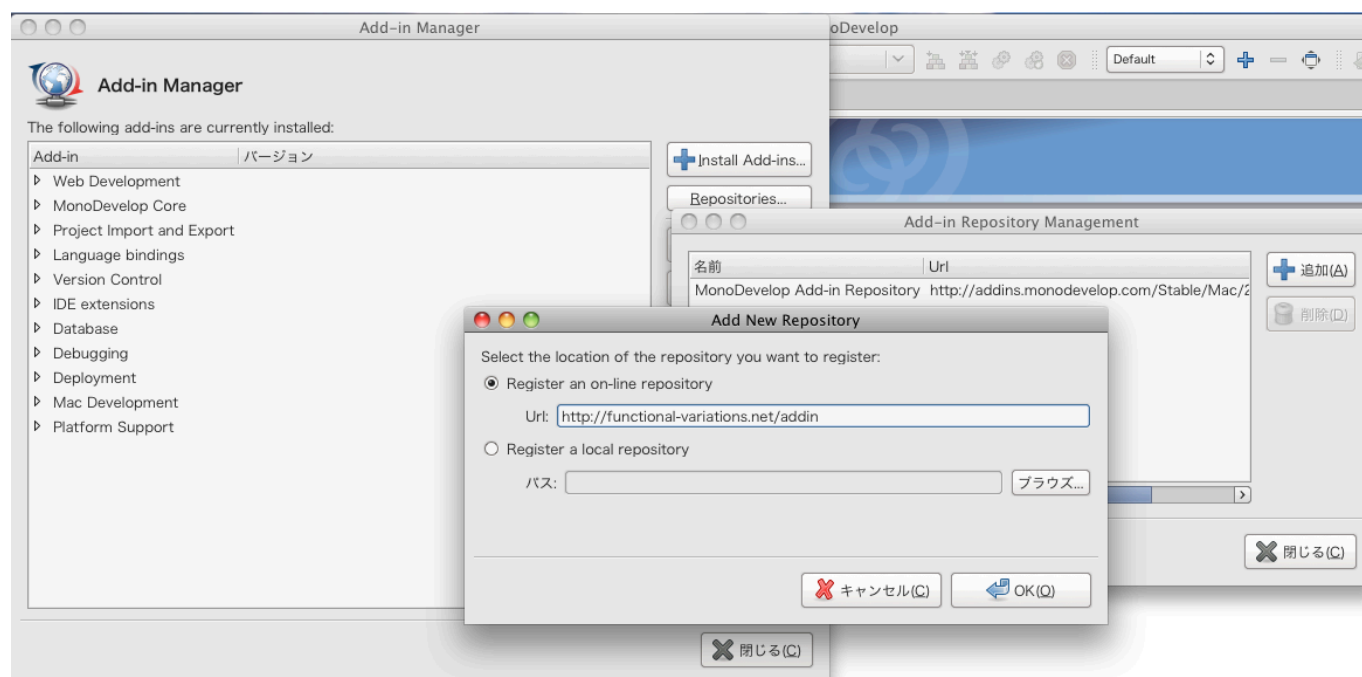 Add-in Manager
oDevelop
Default
Add-in Manager
The following add-ins are currently installed:
Add-in バージョン
Web Development
MonoDevelop Core
Project Import and Export
Language bindings
Version Control
IDE extensions
Database
Debugging
Deployment
Mac Development
Platform Support
Install Add-ins...
Repositories...
閉じる(C)
Add-in Repository Management
名前 Url
MonoDevelop Add-in Repository http://addins.monodevelop.com/Stable/Mac/2
追加(A)
削除(D)
閉じる(C)
Add New Repository
Select the location of the repository you want to register:
Register an on-line repository
Url: http://functional-variations.net/addin
Register a local repository
パス:
ブラウズ...
キャンセル(C)
OK(O)